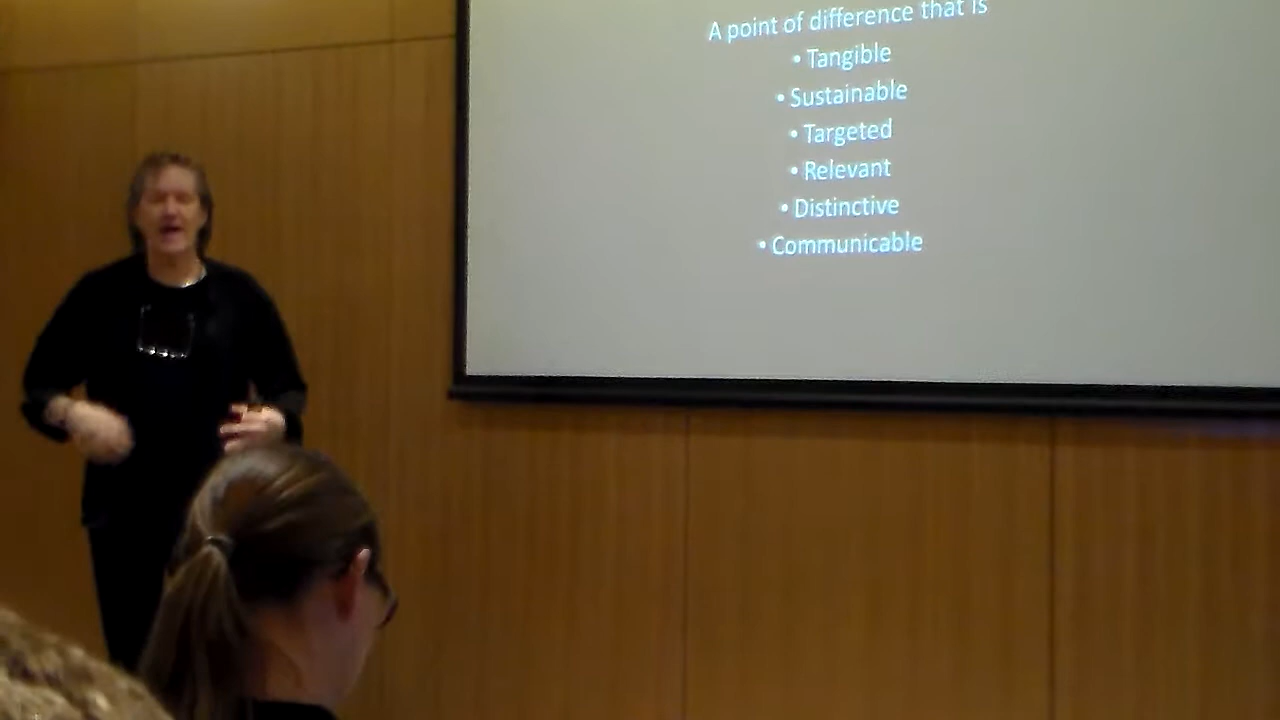 A point of difference that is
• Tangible
• Sustainable
• Targeted
• Relevant
• Distinctive
• Communicable